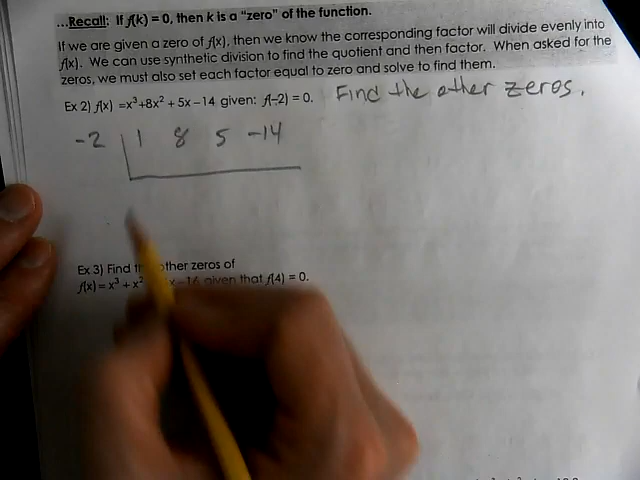 ...Recall: If f(k) = 0, then k is a "zero" of the function.
If we are given a zero of f(x), then we know the corresponding factor will divide evenly into
f(x). We can use synthetic division to find the quotient and then factor. When asked for the
zeros, we must also set each factor equal to zero and solve to find them.
Ex 2) f(x) =x³+8x² + 5x – 14 given: f(–2) = 0. Find the other zeros.
-2 1 8 5 -14
Ex 3) Find other zeros of
f(x) = x³ + x² x – 16 given that f(4) = 0.